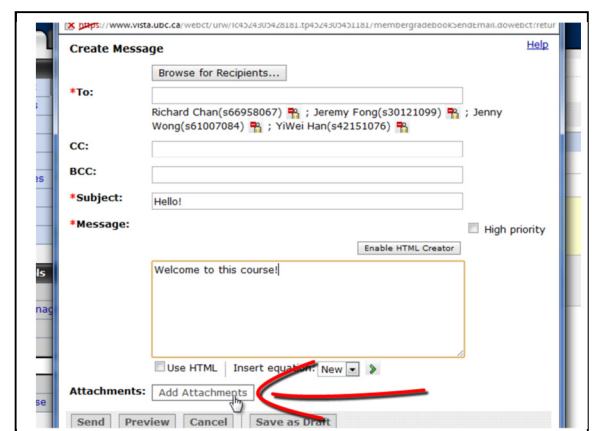 https://www.vista.ubc.ca/webct/urw/lc4524305428181.tp4524305451181/membergradebookSendEmail.dowebct?retur
Create Message
Help
Browse for Recipients...
*To:
Richard Chan(s66958067) ; Jeremy Fong(s30121099) ; Jenny
Wong(s61007084) ; YiWei Han(s42151076)
CC:
BCC:
*Subject: Hello!
*Message:
High priority
Enable HTML Creator
Welcome to this course!
Use HTML | Insert equation: New
Attachments: Add Attachments
Send Preview Cancel Save as Draft